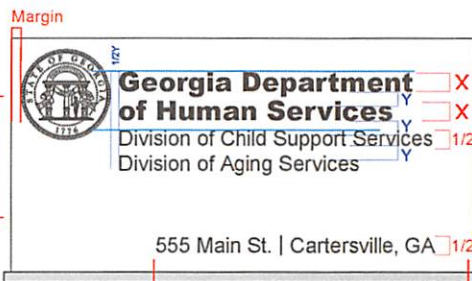 Margin
1/2Y
STATE OF GEORGIA
1776
Georgia Department X
Y
of Human Services X
Y
Division of Child Support Services 1/2
Y
Division of Aging Services
555 Main St. | Cartersville, GA 1/2